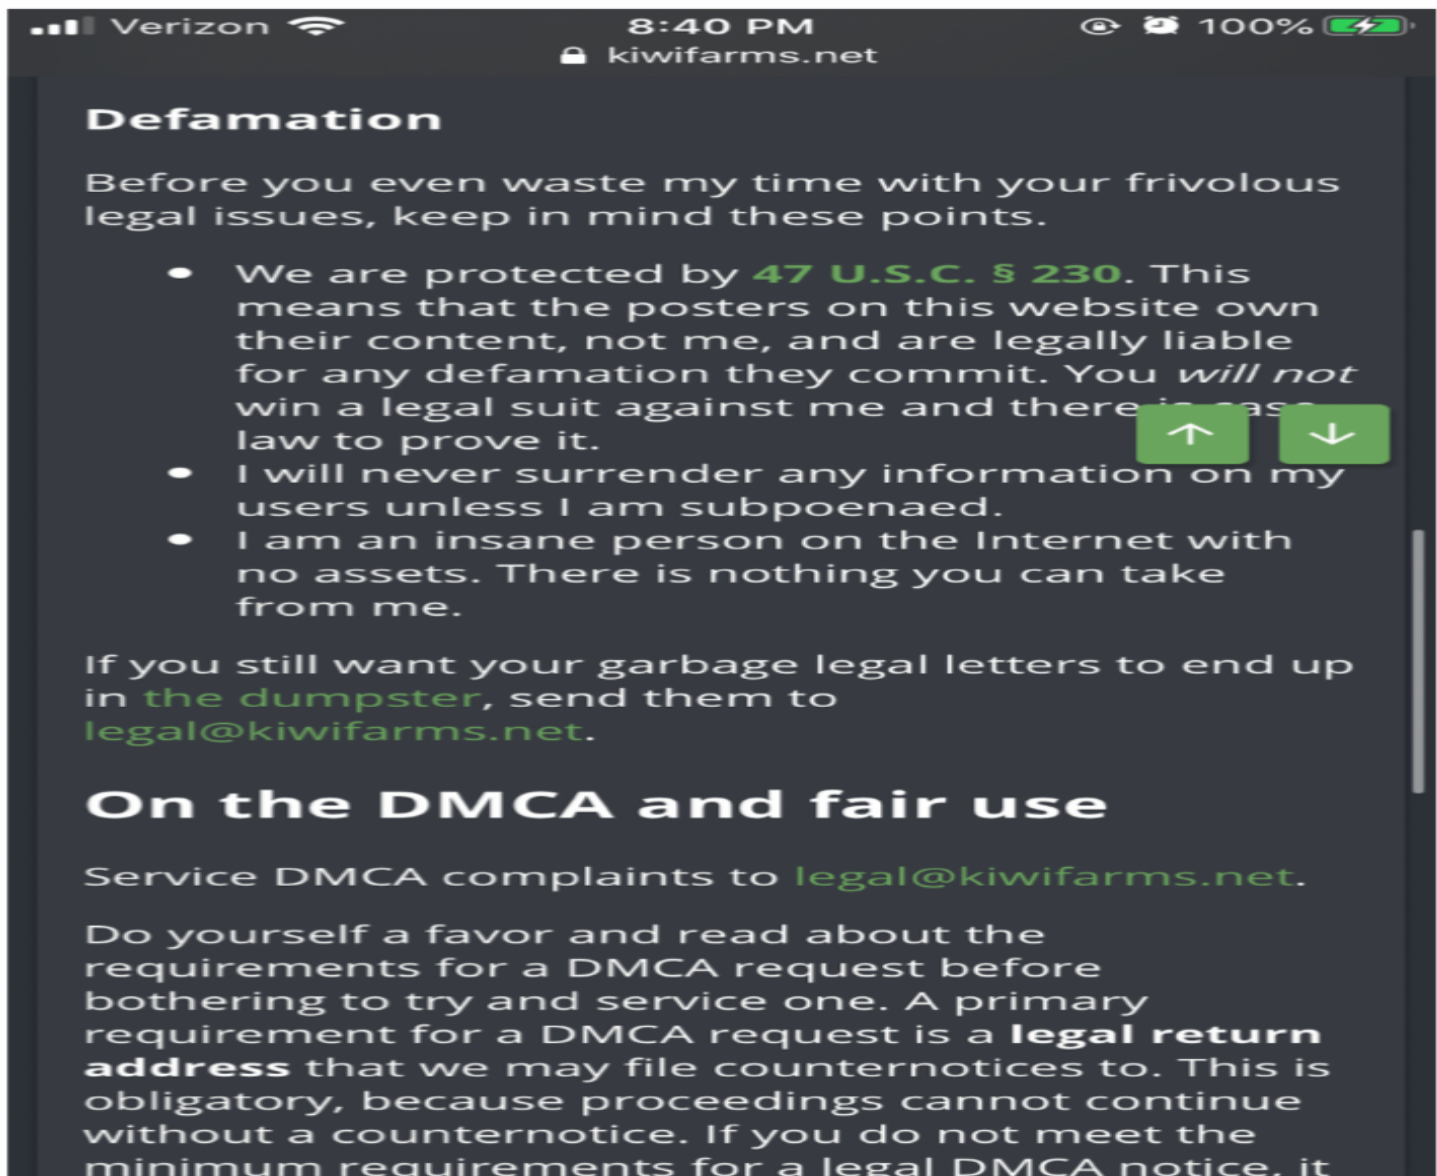 Verizon 8:40 PM 100%
kiwifarms.net
Defamation
Before you even waste my time with your frivolous
legal issues, keep in mind these points.
We are protected by 47 U.S.C. § 230. This
means that the posters on this website own
their content, not me, and are legally liable
for any defamation they commit. You will not
win a legal suit against me and there is case
law to prove it.
I will never surrender any information on my
users unless I am subpoenaed.
I am an insane person on the Internet with
no assets. There is nothing you can take
from me.
If you still want your garbage legal letters to end up
in the dumpster, send them to
legal@kiwifarms.net.
On the DMCA and fair use
Service DMCA complaints to legal@kiwifarms.net.
Do yourself a favor and read about the
requirements for a DMCA request before
bothering to try and service one. A primary
requirement for a DMCA request is a legal return
address that we may file counternotices to. This is
obligatory, because proceedings cannot continue
without a counternotice. If you do not meet the
minimum requirements for a legal DMCA notice, it